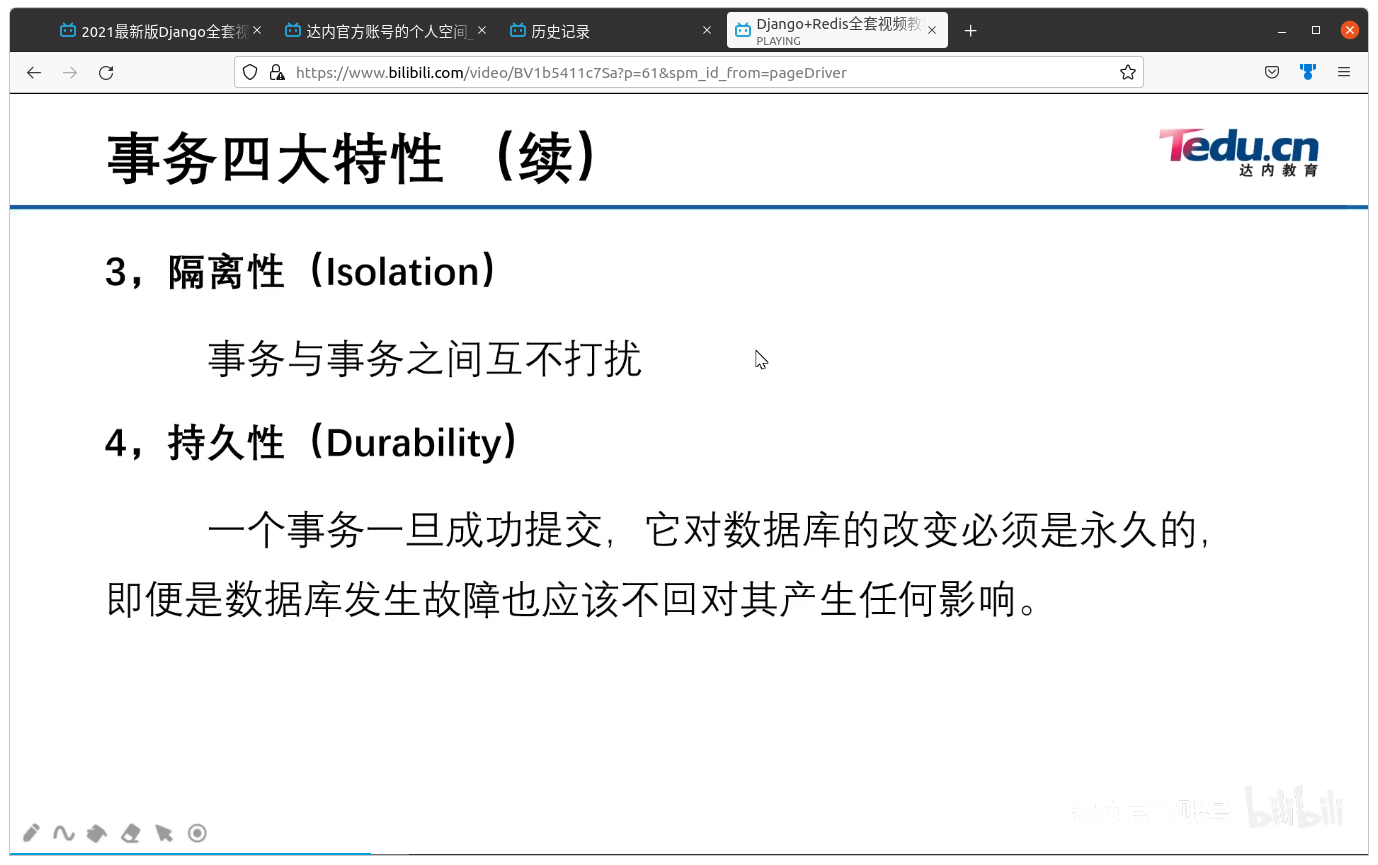 2021最新版Django全套视
达内官方账号的个人空间_
历史记录
Django+Redis全套视频教
PLAYING
https://www.bilibili.com/video/BV1b5411c7Sa?p=61&spm_id_from=pageDriver
事务四大特性 （续）
Tedu.cn
达内教育
3，隔离性（Isolation）
事务与事务之间互不打扰
4，持久性（Durability）
一个事务一旦成功提交，它对数据库的改变必须是永久的，
即便是数据库发生故障也应该不回对其产生任何影响。
达内官方账号 bilibili